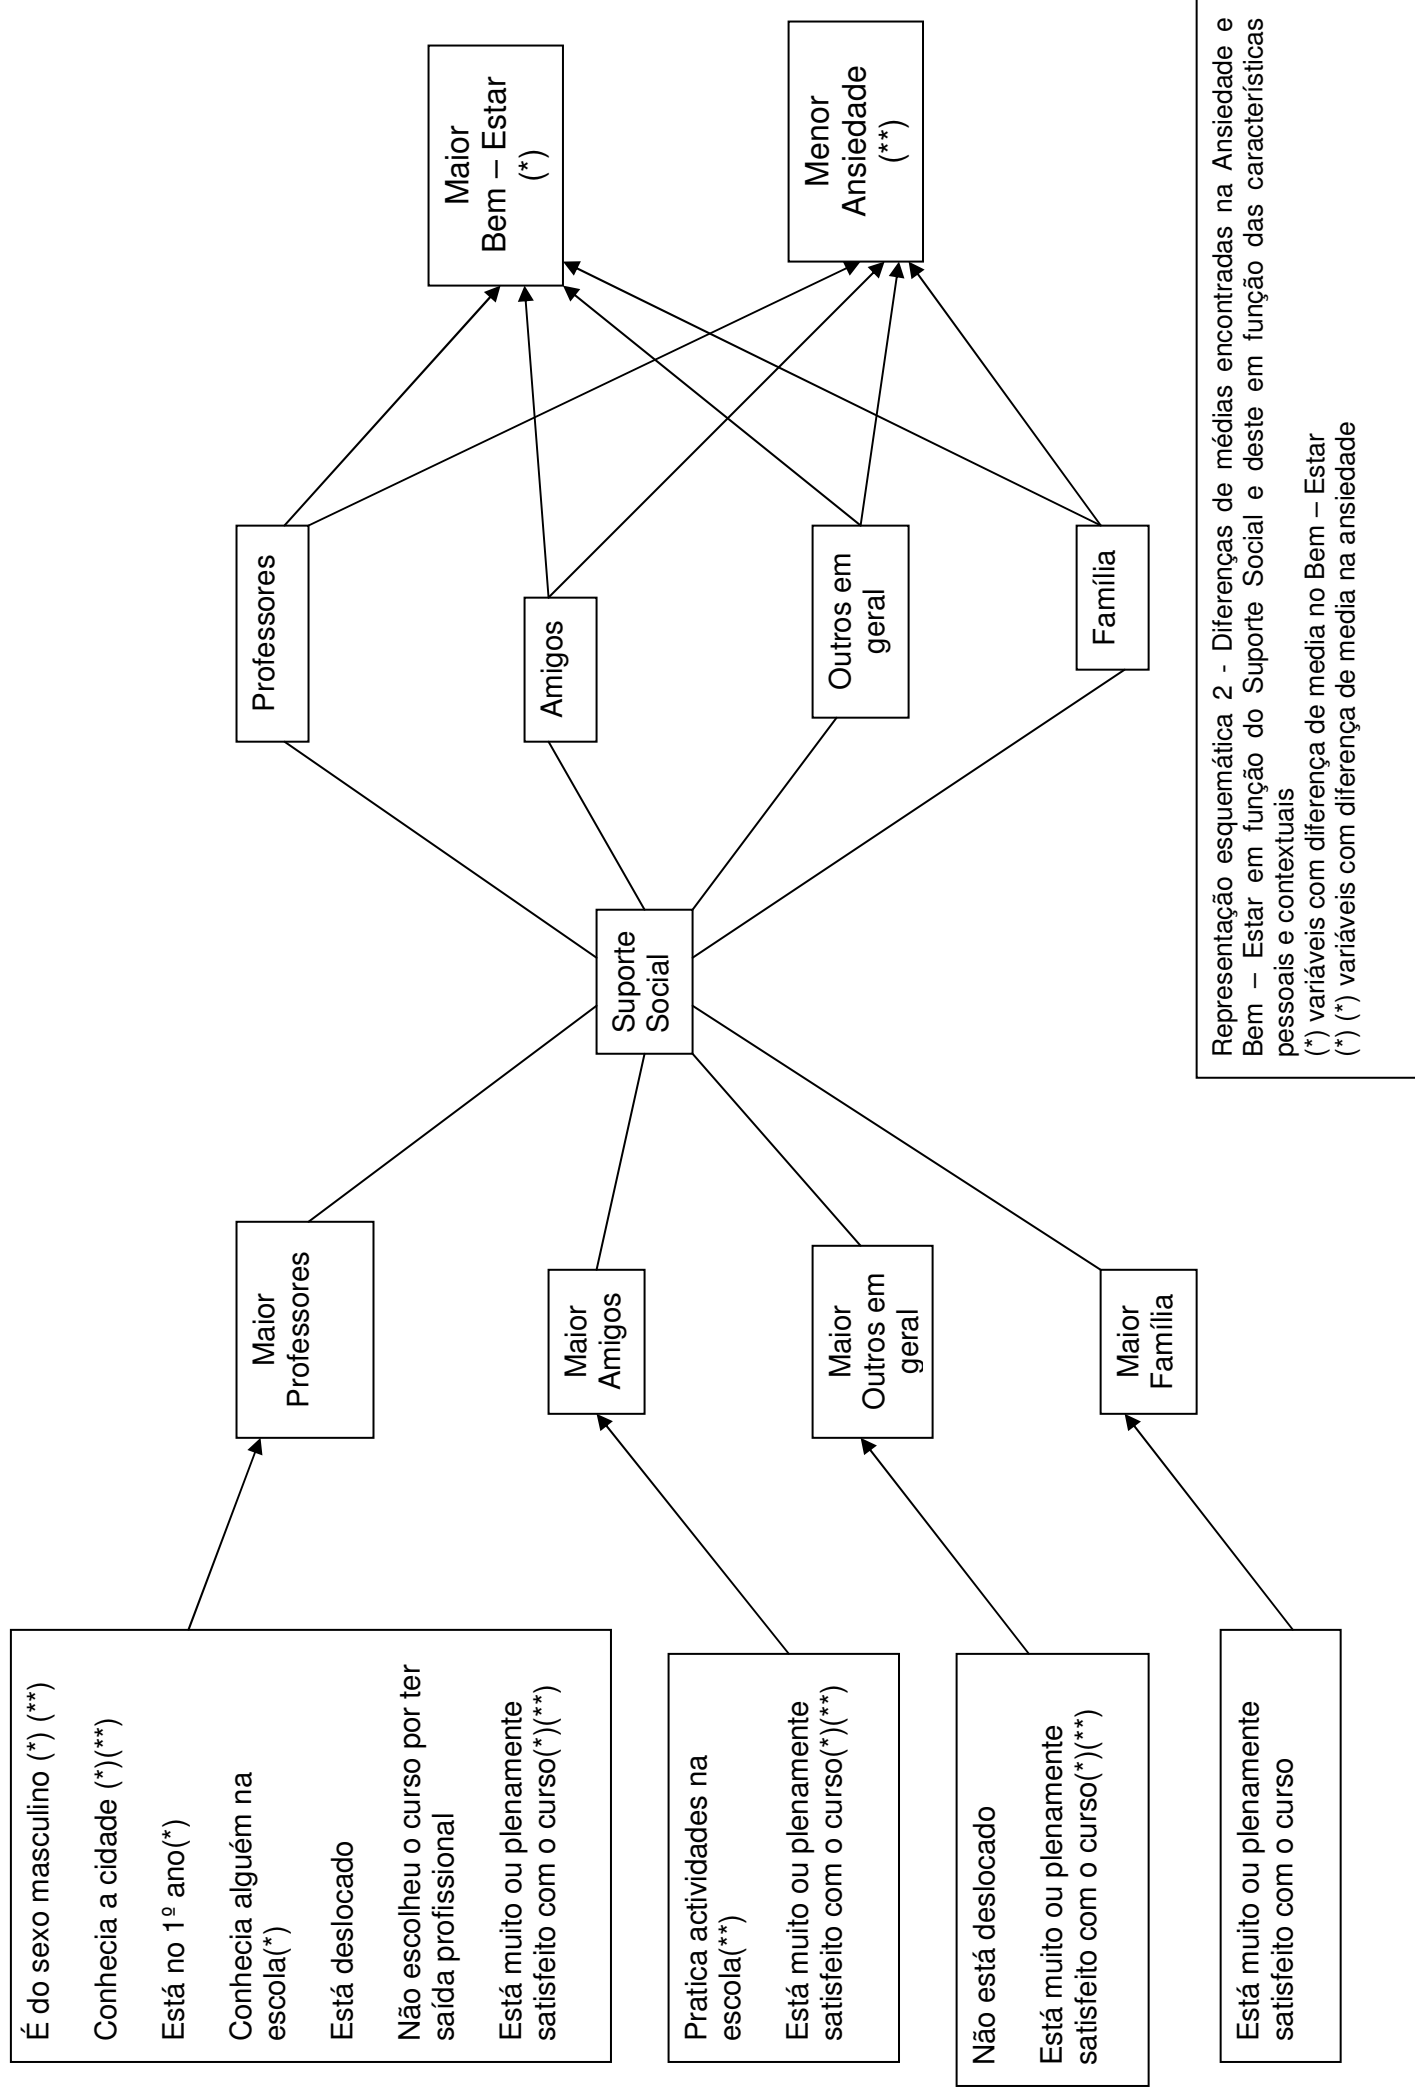 É do sexo masculino (*) (**)
Conhecia a cidade (*)(**)
Está no 1º ano(*)
Conhecia alguém na
escola(*)
Está deslocado
Não escolheu o curso por ter
saída profissional
Está muito ou plenamente
satisfeito com o curso(*)(**)
Pratica actividades na
escola(**)
Está muito ou plenamente
satisfeito com o curso(*)(**)
Não está deslocado
Está muito ou plenamente
satisfeito com o curso(*)(**)
Está muito ou plenamente
satisfeito com o curso
Maior
Professores
Maior
Amigos
Maior
Outros em
geral
Maior
Família
Suporte
Social
Professores
Amigos
Outros em
geral
Família
Maior
Bem – Estar
(*)
Menor
Ansiedade
(**)
Representação esquemática 2 - Diferenças de médias encontradas na Ansiedade e
Bem – Estar em função do Suporte Social e deste em função das características
pessoais e contextuais
(*) variáveis com diferença de media no Bem – Estar
(*) (*) variáveis com diferença de media na ansiedade